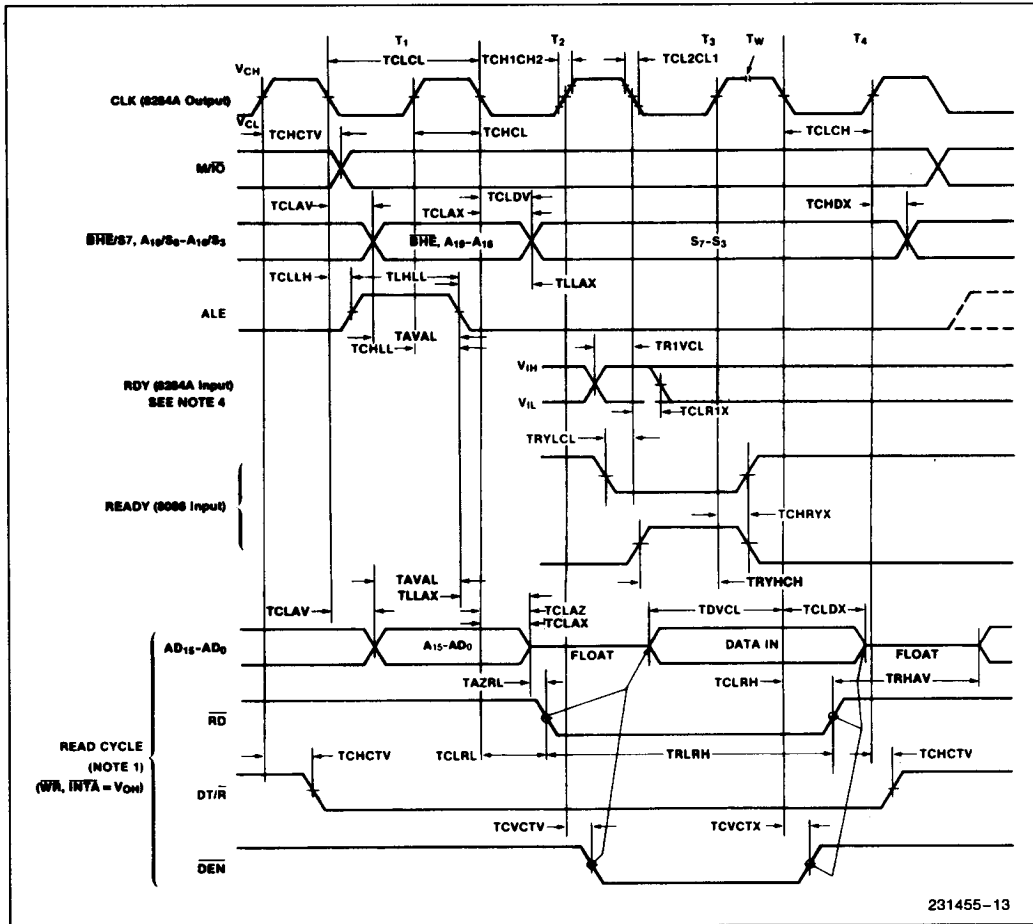 T1 T2 T3 TW T4
TCLCL TCH1CH2 TCL2CL1
VCH
CLK (8284A Output)
VCL
TCHCTV TCHCL TCLCH
M/IO
TCLAV TCLDV TCHDX
TCLAX
BHE/S7, A19/S6-A16/S3 BHE, A19-A16 S7-S3
TCLLH TLHLL TLLAX
ALE
TAVAL
TCHLL
VIH TR1VCL
RDY (8284A Input)
SEE NOTE 4
VIL
TCLR1X
TRYLCL
READY (8086 Input)
TCHRYX
TRYHCH
TAVAL
TLLAX
TCLAV TCLAZ TDVCL TCLDX
TCLAX
AD15-AD0 A15-AD0 FLOAT DATA IN FLOAT
TAZRL TCLRH TRHAV
RD
READ CYCLE
(NOTE 1)
(WR, INTA = VOH)
TCHCTV TCLRL TRLRH TCHCTV
DT/R
TCVCTV TCVCTX
DEN
231455-13